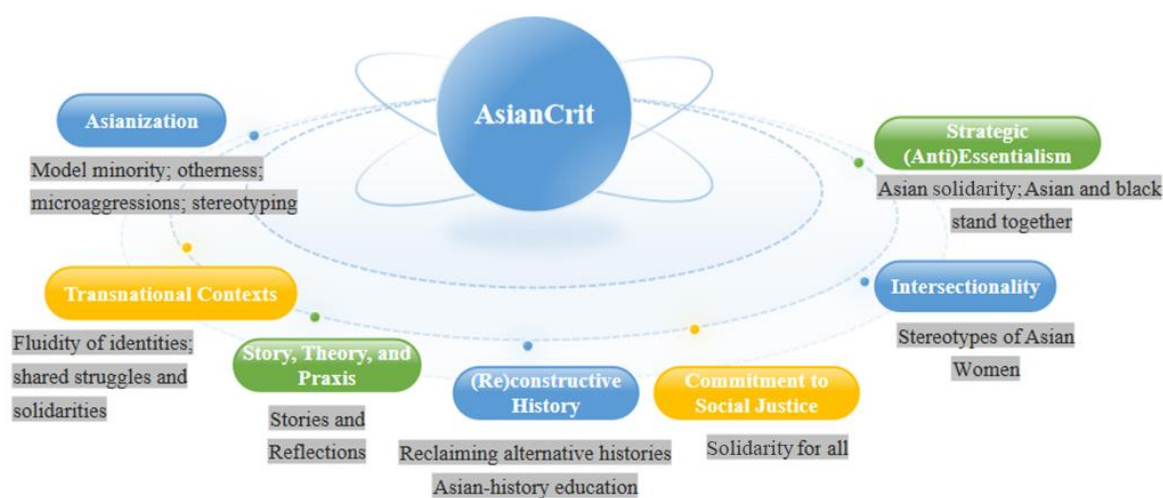 AsianCrit
Asianization
Model minority; otherness;
microaggressions; stereotyping
Transnational Contexts
Fluidity of identities;
shared struggles and
solidarities
Story, Theory, and
Praxis
Stories and
Reflections
(Re)constructive
History
Reclaiming alternative histories
Asian-history education
Commitment to
Social Justice
Solidarity for all
Intersectionality
Stereotypes of Asian
Women
Strategic
(Anti)Essentialism
Asian solidarity; Asian and black
stand together